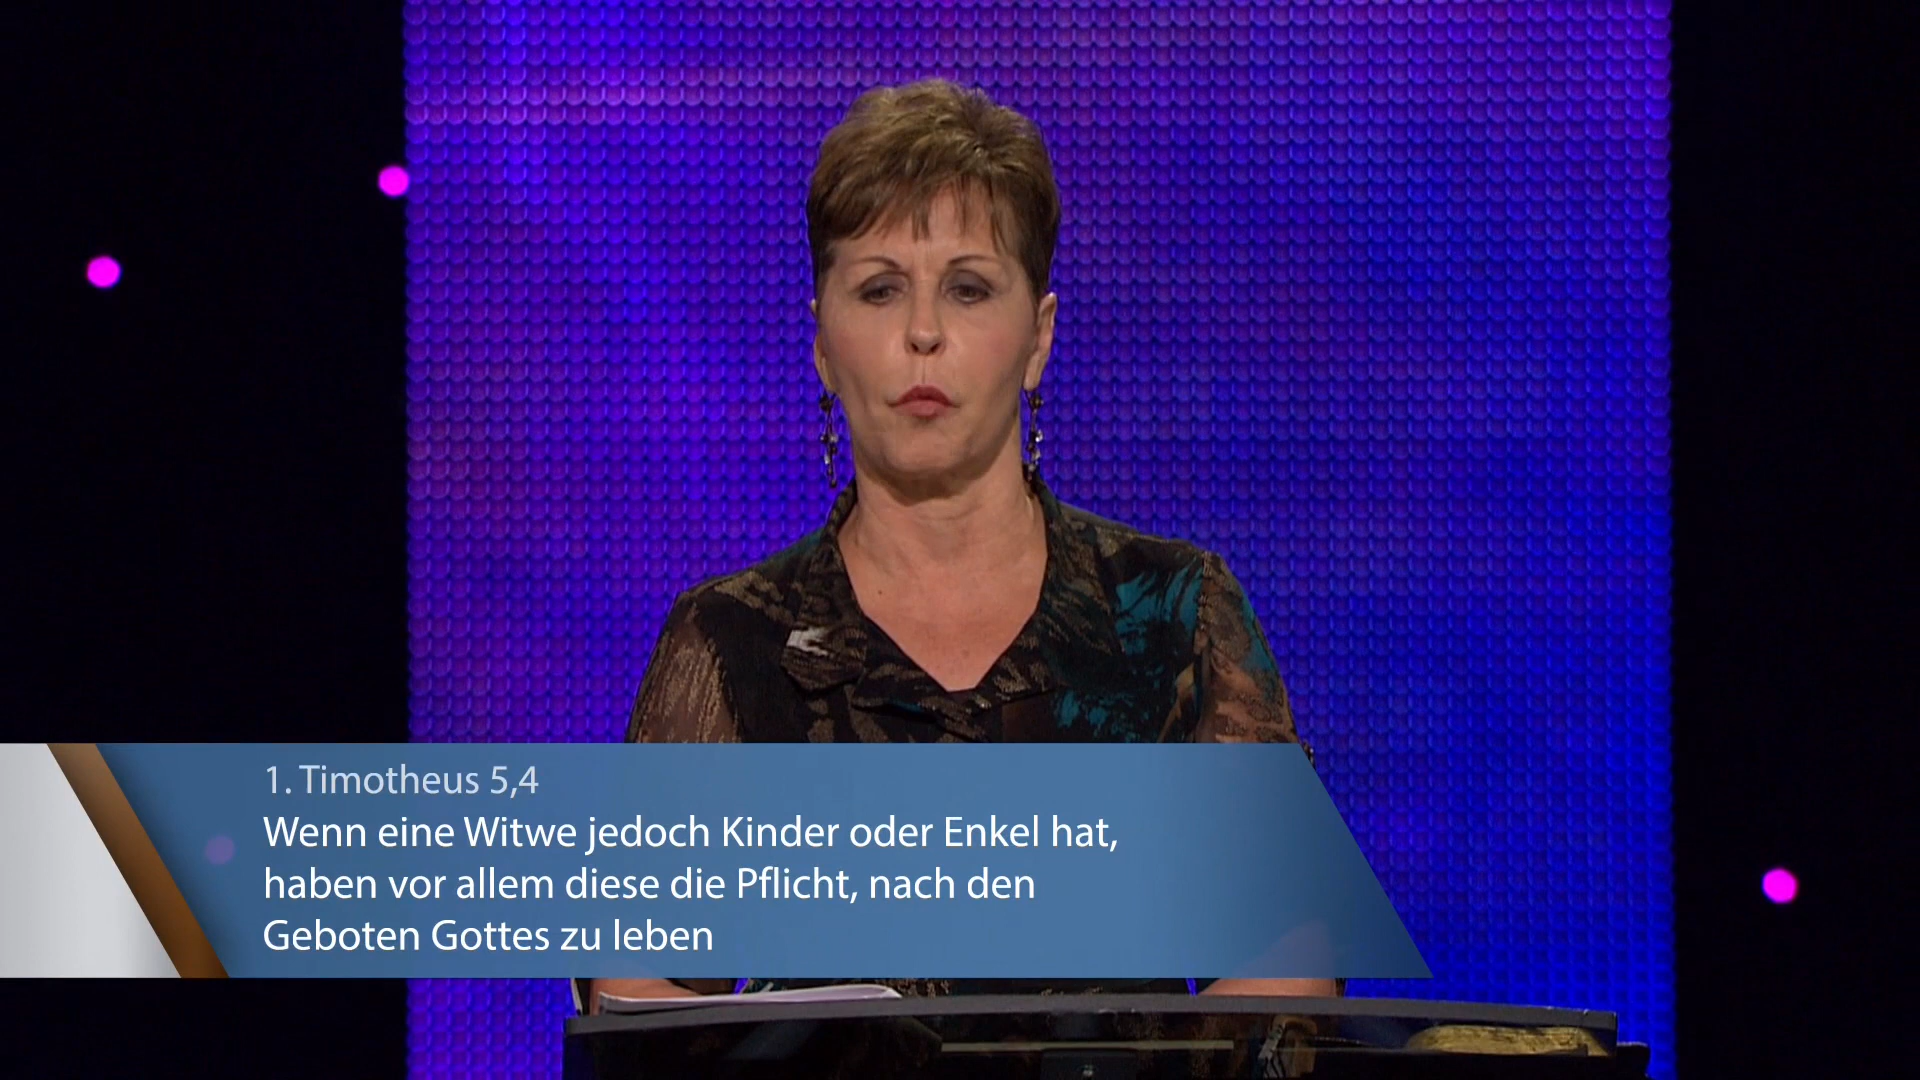 1. Timotheus 5,4
Wenn eine Witwe jedoch Kinder oder Enkel hat,
haben vor allem diese die Pflicht, nach den
Geboten Gottes zu leben